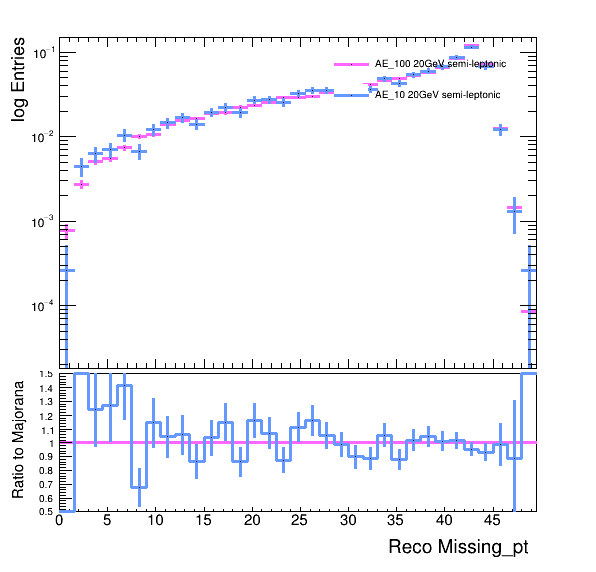 log Entries
10⁻¹
AE_100 20GeV semi-leptonic
AE_10 20GeV semi-leptonic
10⁻²
10⁻³
10⁻⁴
Ratio to Majorana
1.5
1.4
1.3
1.2
1.1
1
0.9
0.8
0.7
0.6
0.5
0 5 10 15 20 25 30 35 40 45
Reco Missing_pt